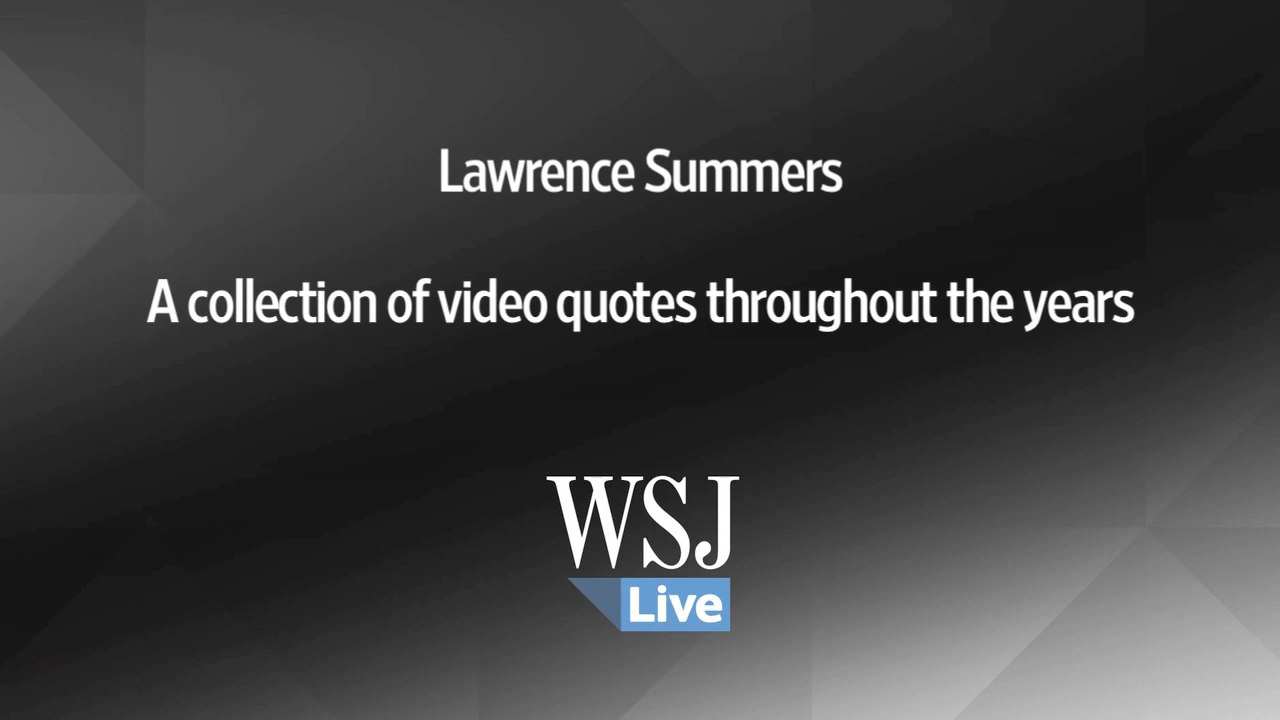 Lawrence Summers
A collection of video quotes throughout the years
WSJ
Live